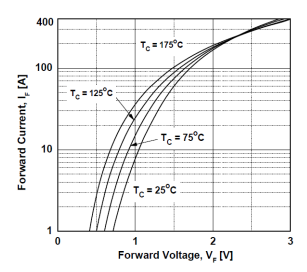 400
100
10
1
Forward Current, I_F [A]
T_C = 175°C
T_C = 125°C
T_C = 75°C
T_C = 25°C
0 1 2 3
Forward Voltage, V_F [V]